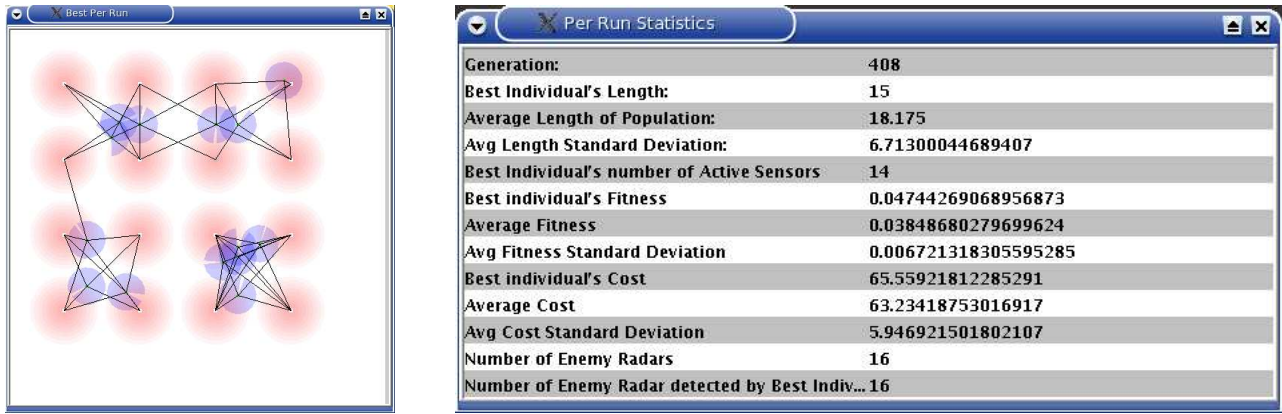 Best Per Run
Per Run Statistics
Generation: 408
Best Individual's Length: 15
Average Length of Population: 18.175
Avg Length Standard Deviation: 6.71300044689407
Best Individual's number of Active Sensors 14
Best individual's Fitness 0.04744269068956873
Average Fitness 0.03848680279699624
Avg Fitness Standard Deviation 0.006721318305595285
Best individual's Cost 65.55921812285291
Average Cost 63.23418753016917
Avg Cost Standard Deviation 5.946921501802107
Number of Enemy Radars 16
Number of Enemy Radar detected by Best Indiv... 16